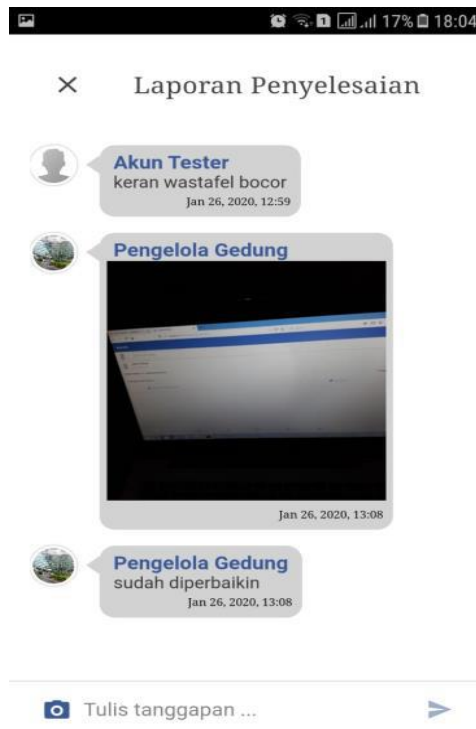 1 17% 18:04
× Laporan Penyelesaian
Akun Tester
keran wastafel bocor
Jan 26, 2020, 12:59
Pengelola Gedung
Jan 26, 2020, 13:08
Pengelola Gedung
sudah diperbaikin
Jan 26, 2020, 13:08
Tulis tanggapan ...